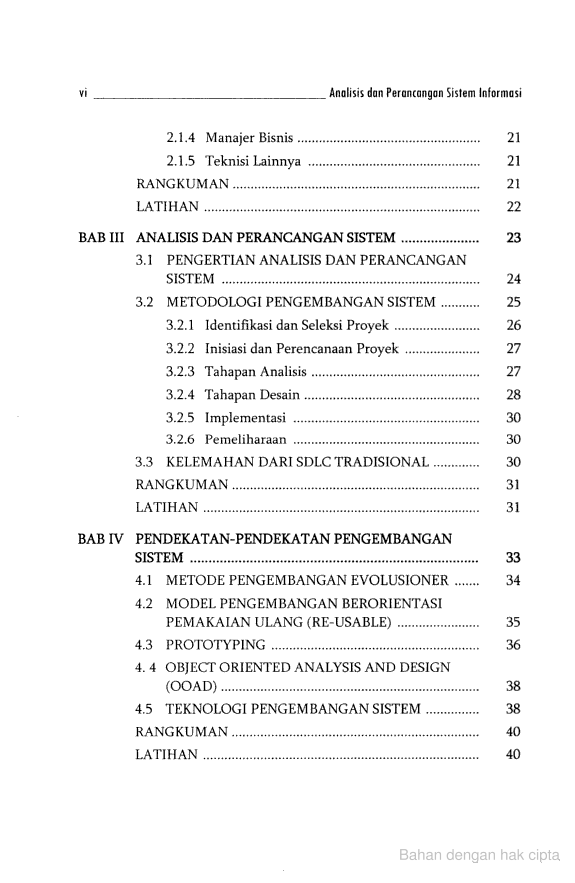 vi ________________________________ Analisis dan Perancangan Sistem Informasi
2.1.4 Manajer Bisnis ................................................... 21
2.1.5 Teknisi Lainnya ................................................ 21
RANGKUMAN ..................................................................... 21
LATIHAN ............................................................................. 22
BAB III ANALISIS DAN PERANCANGAN SISTEM ..................... 23
3.1 PENGERTIAN ANALISIS DAN PERANCANGAN
SISTEM ....................................................................... 24
3.2 METODOLOGI PENGEMBANGAN SISTEM ........... 25
3.2.1 Identifikasi dan Seleksi Proyek ........................ 26
3.2.2 Inisiasi dan Perencanaan Proyek ..................... 27
3.2.3 Tahapan Analisis ............................................... 27
3.2.4 Tahapan Desain ................................................. 28
3.2.5 Implementasi .................................................... 30
3.2.6 Pemeliharaan .................................................... 30
3.3 KELEMAHAN DARI SDLC TRADISIONAL ............. 30
RANGKUMAN ..................................................................... 31
LATIHAN ............................................................................. 31
BAB IV PENDEKATAN-PENDEKATAN PENGEMBANGAN
SISTEM ............................................................................... 33
4.1 METODE PENGEMBANGAN EVOLUSIONER ....... 34
4.2 MODEL PENGEMBANGAN BERORIENTASI
PEMAKAIAN ULANG (RE-USABLE) ....................... 35
4.3 PROTOTYPING .......................................................... 36
4. 4 OBJECT ORIENTED ANALYSIS AND DESIGN
(OOAD) ........................................................................ 38
4.5 TEKNOLOGI PENGEMBANGAN SISTEM ............... 38
RANGKUMAN ..................................................................... 40
LATIHAN ............................................................................. 40
Bahan dengan hak cipta